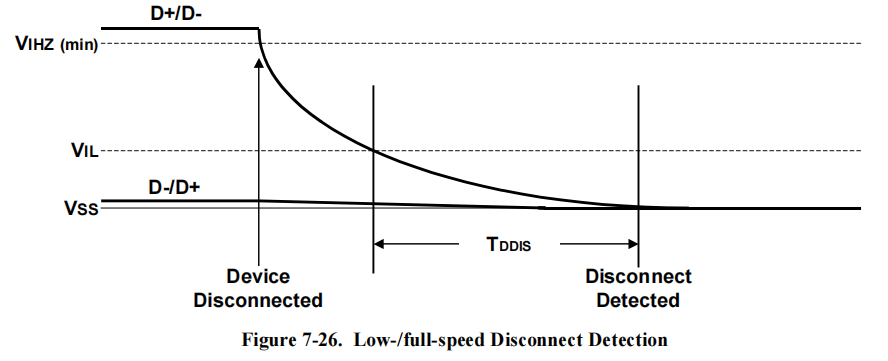 D+/D-
VIHZ (min)
VIL
D-/D+
VSS
TDDIS
Device
Disconnected
Disconnect
Detected
Figure 7-26. Low-/full-speed Disconnect Detection